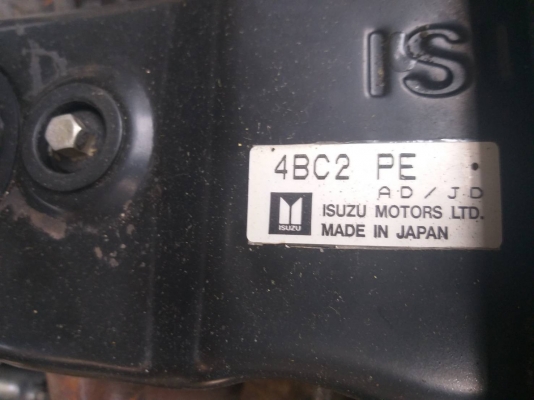 IS
4BC2 PE
AD/JD
ISUZU
ISUZU MOTORS LTD.
MADE IN JAPAN